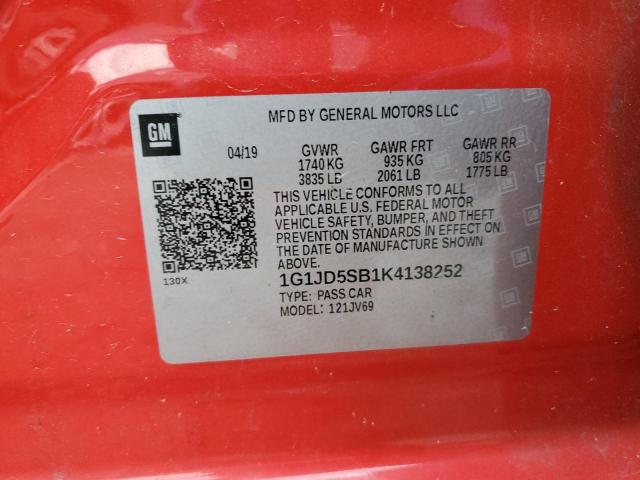 GM
MFD BY GENERAL MOTORS LLC
04/19 GVWR GAWR FRT GAWR RR
1740 KG 935 KG 805 KG
3835 LB 2061 LB 1775 LB
THIS VEHICLE CONFORMS TO ALL
APPLICABLE U.S. FEDERAL MOTOR
VEHICLE SAFETY, BUMPER, AND THEFT
PREVENTION STANDARDS IN EFFECT ON
THE DATE OF MANUFACTURE SHOWN
ABOVE.
130X
1G1JD5SB1K4138252
TYPE: PASS CAR
MODEL: 121JV69